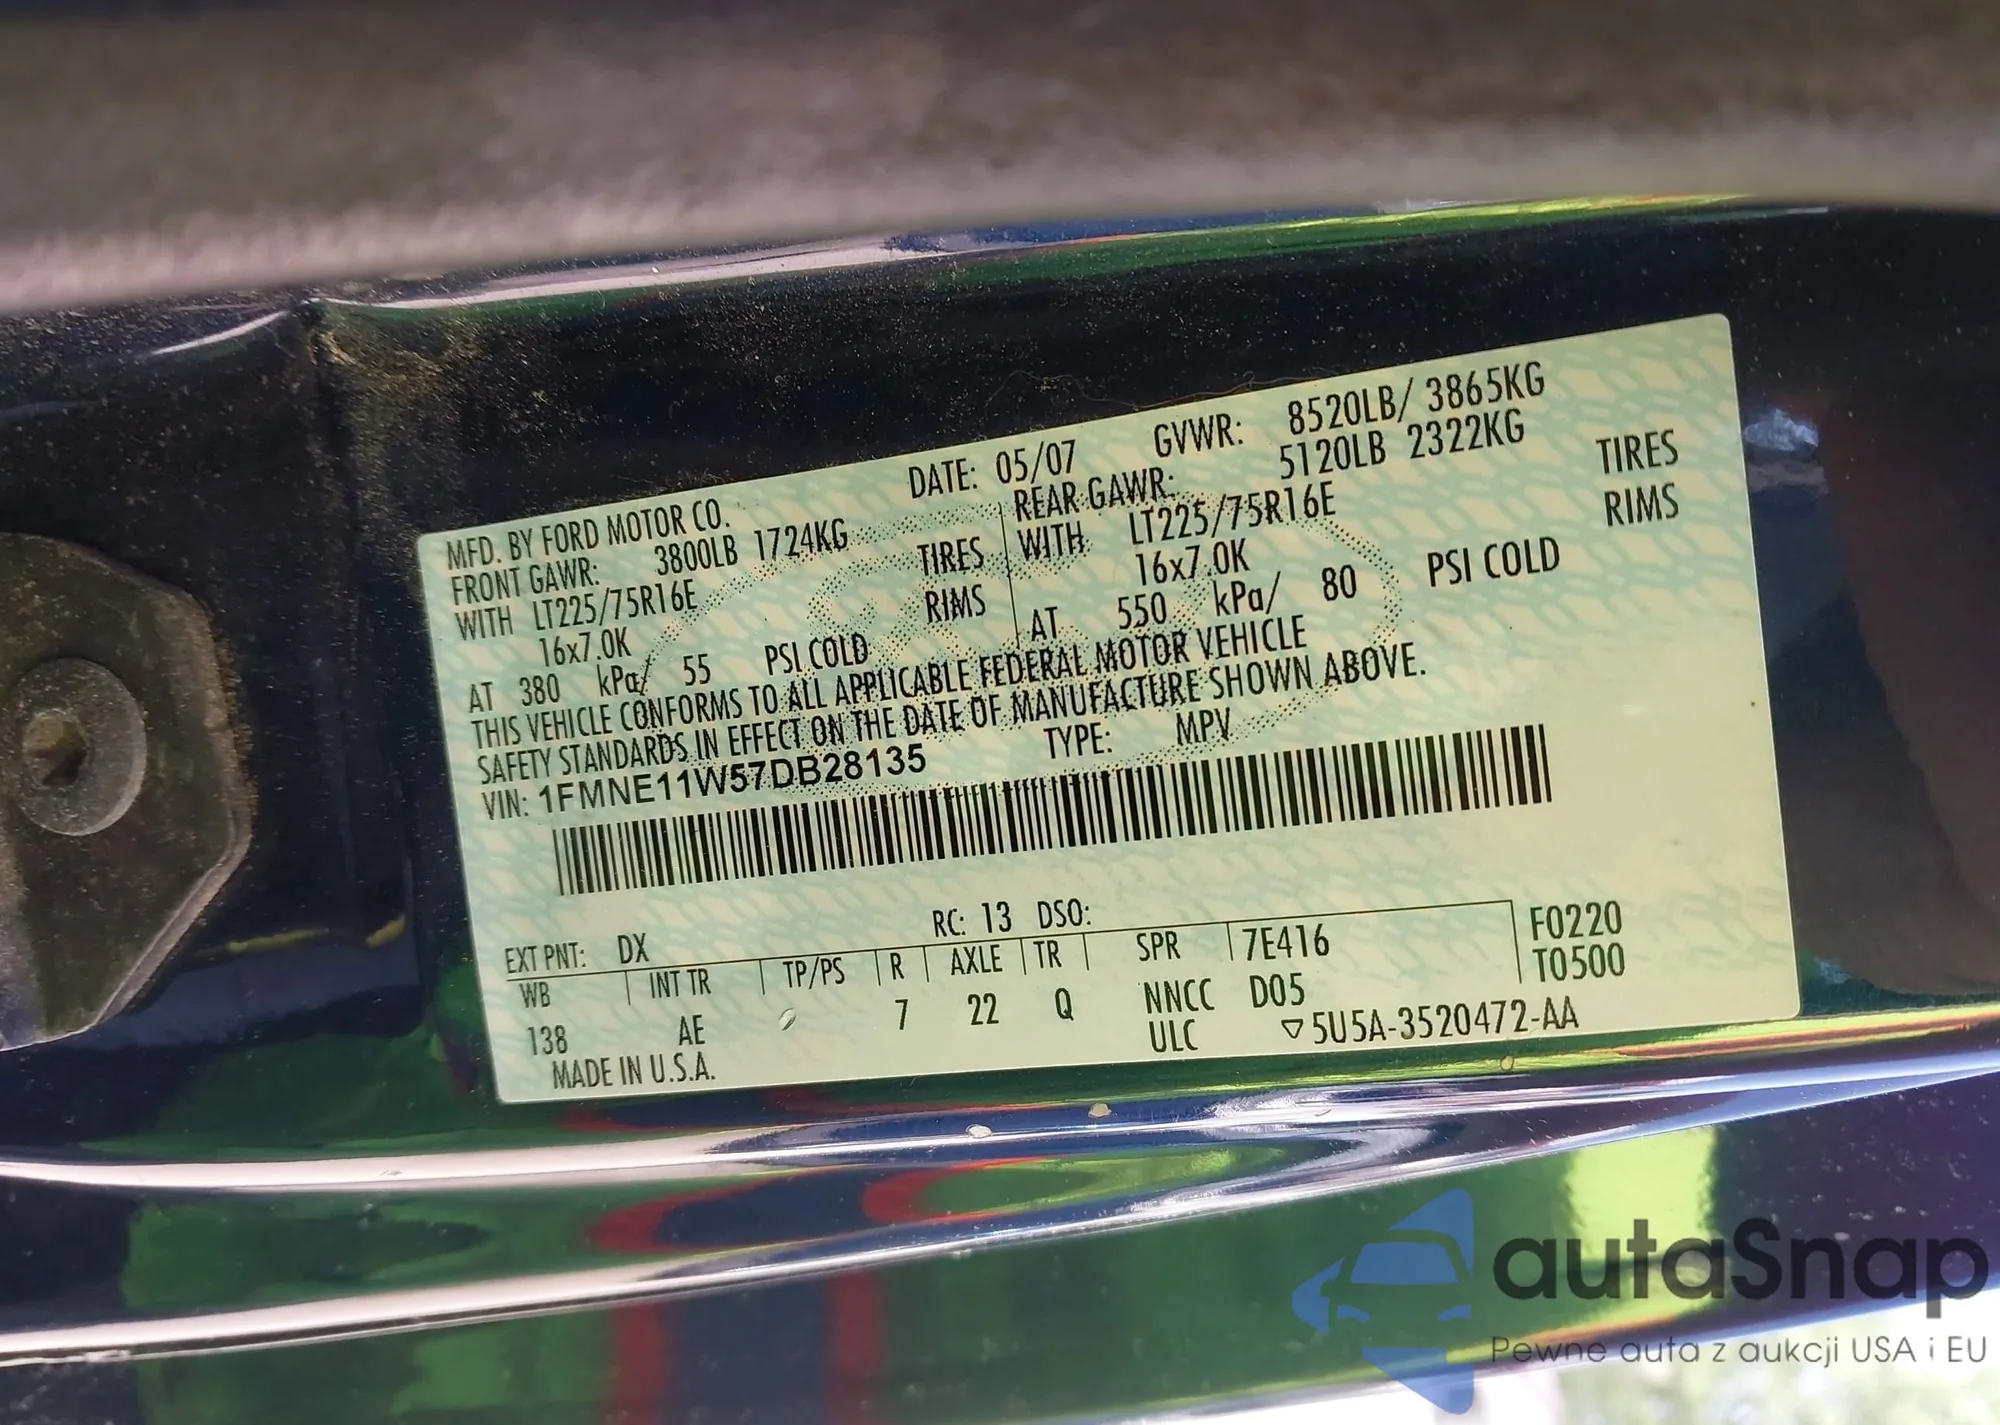 MFD. BY FORD MOTOR CO. DATE: 05/07 GVWR: 8520LB/ 3865KG
FRONT GAWR: 3800LB 1724KG REAR GAWR: 5120LB 2322KG
WITH LT225/75R16E TIRES WITH LT225/75R16E TIRES
16x7.0K RIMS 16x7.0K RIMS
AT 380 kPa/ 55 PSI COLD AT 550 kPa/ 80 PSI COLD
THIS VEHICLE CONFORMS TO ALL APPLICABLE FEDERAL MOTOR VEHICLE
SAFETY STANDARDS IN EFFECT ON THE DATE OF MANUFACTURE SHOWN ABOVE.
VIN: 1FMNE11W57DB28135 TYPE: MPV
EXT PNT: DX RC: 13 DSO: F0220
WB INT TR TP/PS R AXLE TR SPR 7E416 T0500
138 AE 7 22 Q NNCC D05
MADE IN U.S.A. ULC ▽5U5A-3520472-AA
autaSnap
Pewne auta z aukcji USA i EU